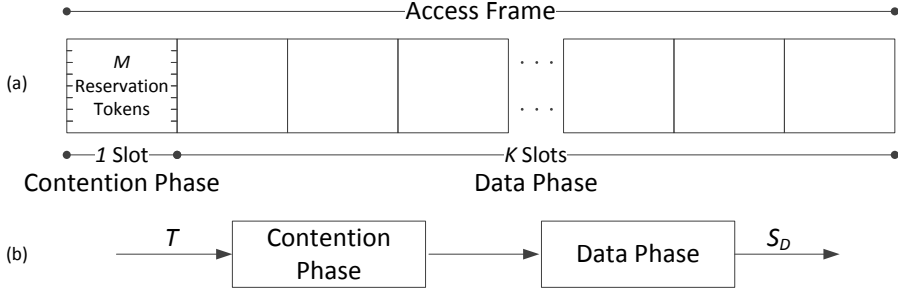 Access Frame
(a)
M
Reservation
Tokens
. . .
. . .
1 Slot
K Slots
Contention Phase
Data Phase
(b)
T
Contention
Phase
Data Phase
S_D